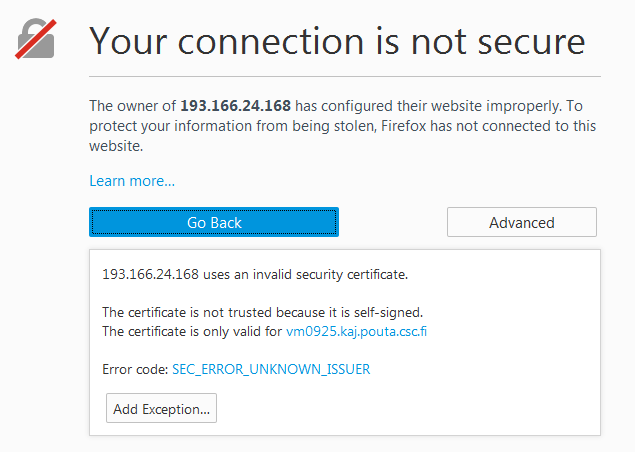 Your connection is not secure
The owner of 193.166.24.168 has configured their website improperly. To
protect your information from being stolen, Firefox has not connected to this
website.
Learn more...
Go Back
Advanced
193.166.24.168 uses an invalid security certificate.
The certificate is not trusted because it is self-signed.
The certificate is only valid for vm0925.kaj.pouta.csc.fi
Error code: SEC_ERROR_UNKNOWN_ISSUER
Add Exception...